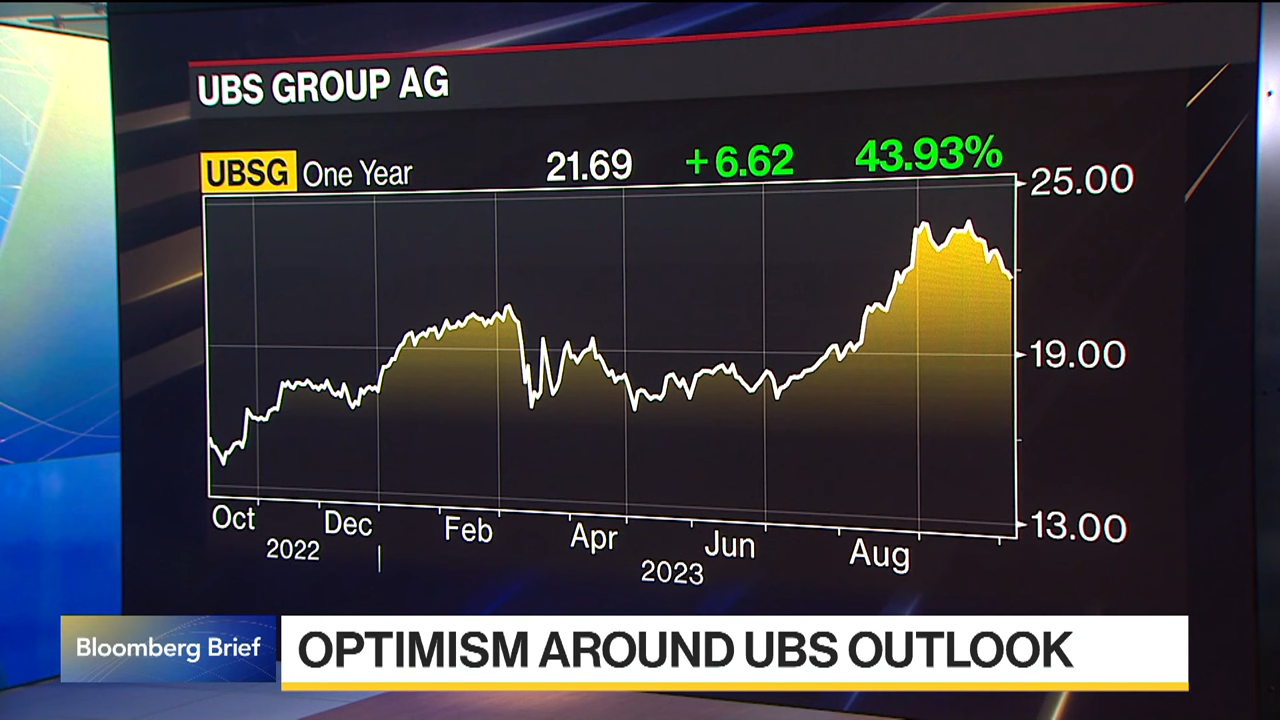 UBS GROUP AG
UBSG One Year 21.69 +6.62 43.93%
25.00
19.00
13.00
Oct Dec Feb Apr Jun Aug
2022 2023
Bloomberg Brief
OPTIMISM AROUND UBS OUTLOOK